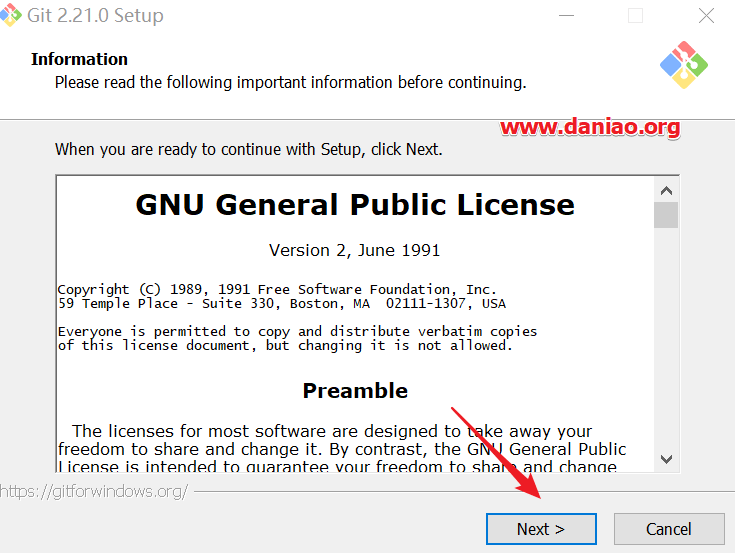 Git 2.21.0 Setup
Information
Please read the following important information before continuing.
www.daniao.org
When you are ready to continue with Setup, click Next.
GNU General Public License
Version 2, June 1991
Copyright (C) 1989, 1991 Free Software Foundation, Inc.
59 Temple Place - Suite 330, Boston, MA  02111-1307, USA
Everyone is permitted to copy and distribute verbatim copies
of this license document, but changing it is not allowed.
Preamble
The licenses for most software are designed to take away your
freedom to share and change it. By contrast, the GNU General Public
License is intended to guarantee your freedom to share and change
https://gitforwindows.org/
Next >
Cancel